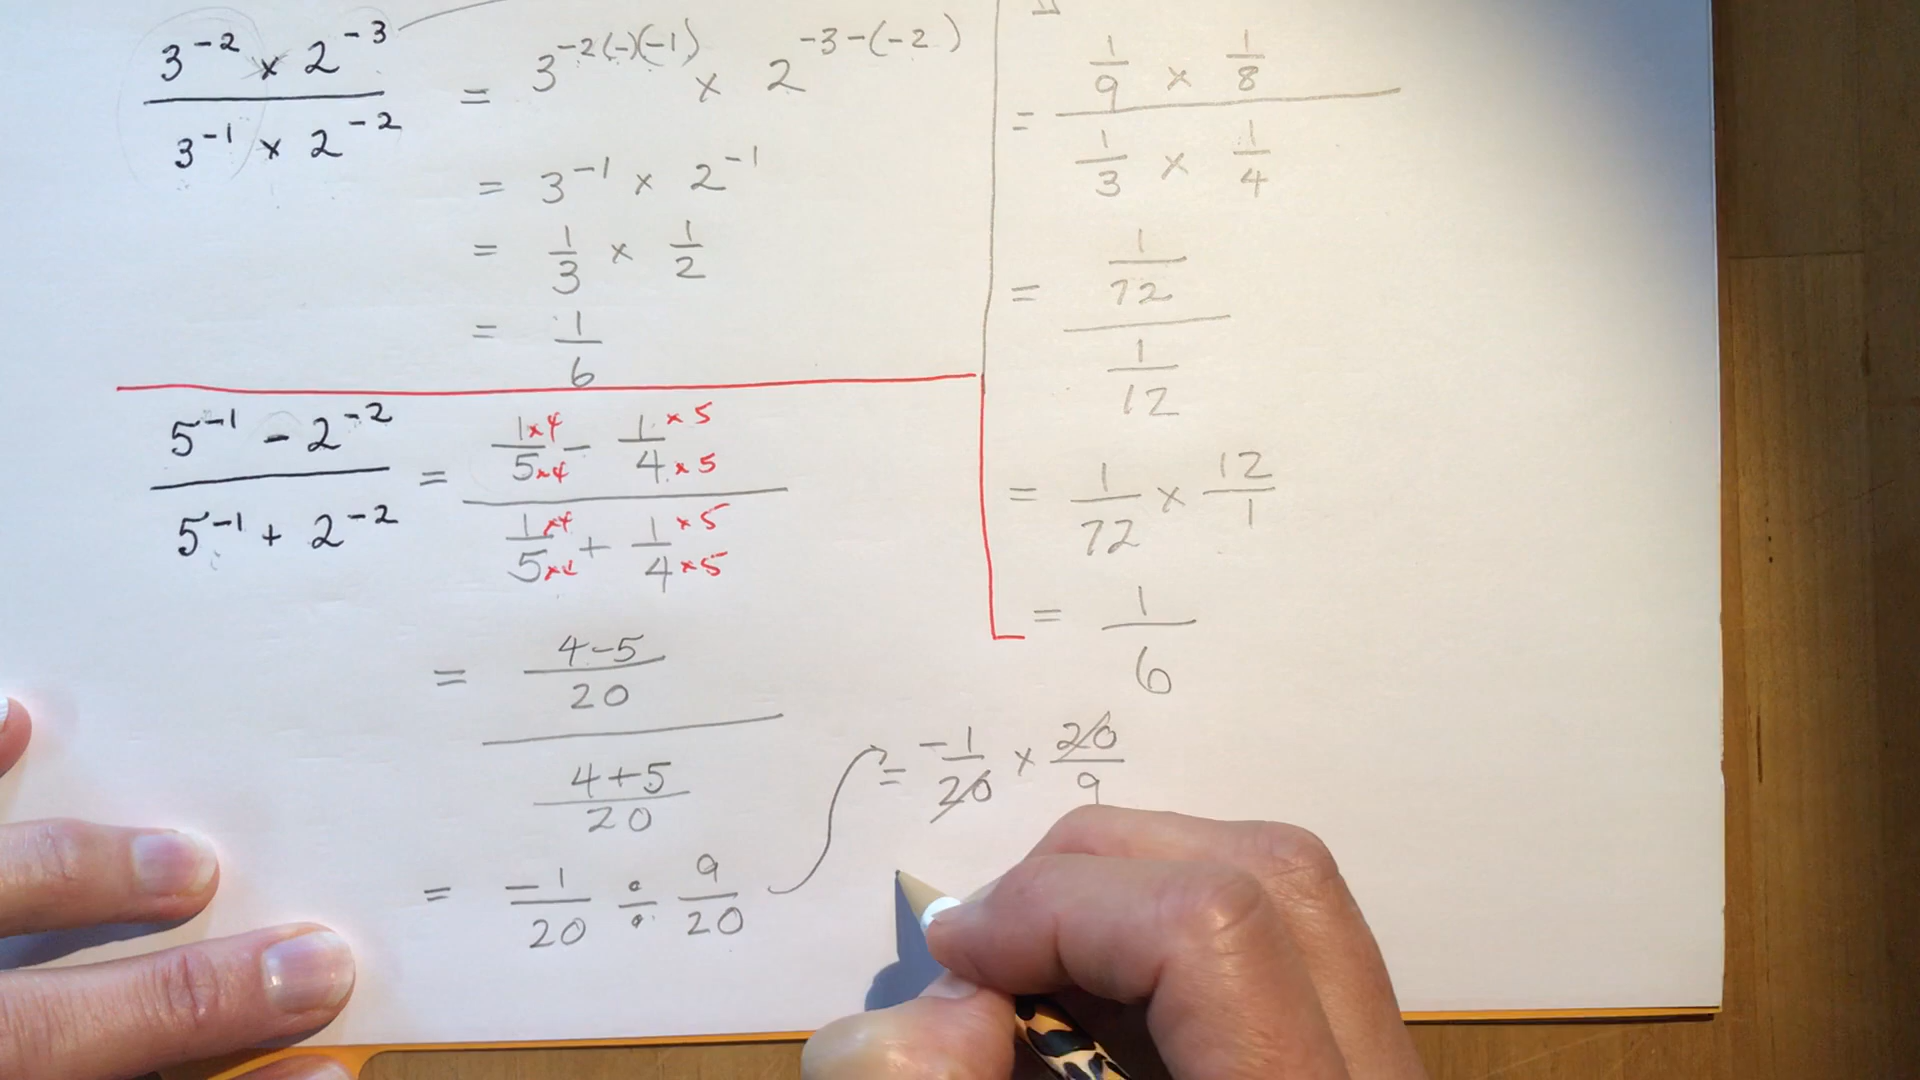 3^-2 × 2^-3 / 3^-1 × 2^-2 = 3^-2(-)(-1) × 2^-3-(-2)
= 3^-1 × 2^-1
= 1/3 × 1/2
= 1/6
= 1/9 × 1/8 / 1/3 × 1/4
= 1/72 / 1/12
= 1/72 × 12/1
= 1/6
5^-1 - 2^-2 / 5^-1 + 2^-2 = 1×4/5×4 - 1×5/4×5 / 1×4/5×4 + 1×5/4×5
= 4-5/20 / 4+5/20
= -1/20 ÷ 9/20
= -1/20 × 20/9